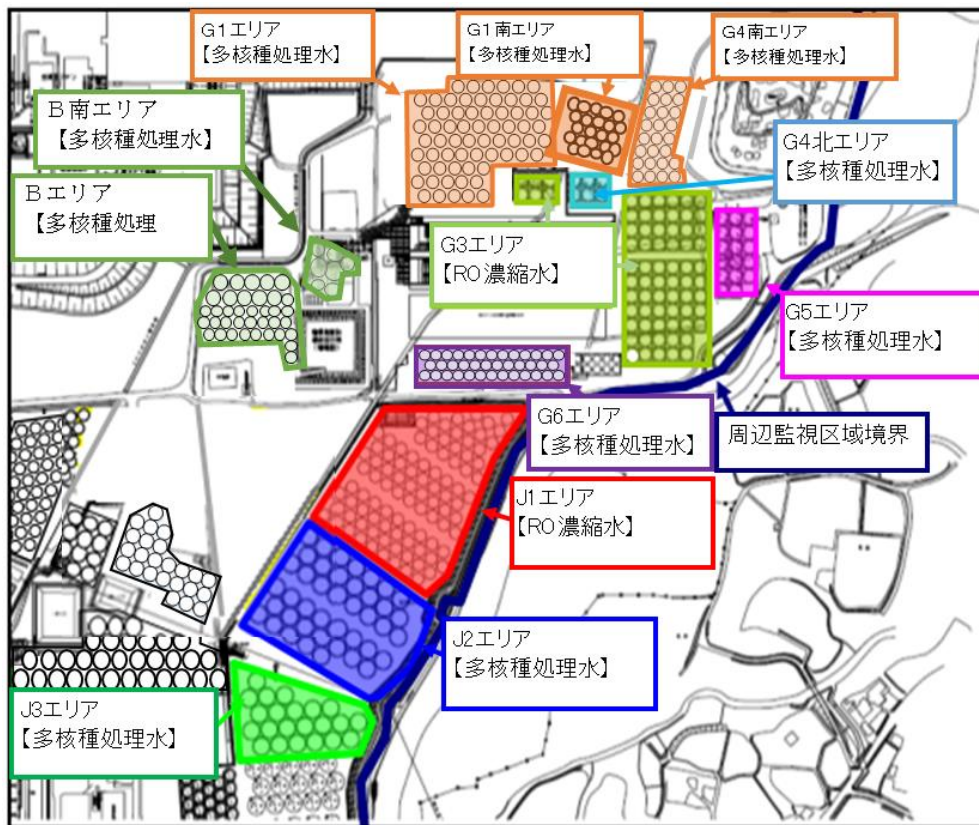 G1エリア
【多核種処理水】
G1南エリア
【多核種処理水】
G4南エリア
【多核種処理水】
B南エリア
【多核種処理水】
G4北エリア
【多核種処理水】
Bエリア
【多核種処理
G3エリア
【RO濃縮水】
G5エリア
【多核種処理水】
G6エリア
【多核種処理水】
周辺監視区域境界
J1エリア
【RO濃縮水】
J2エリア
【多核種処理水】
J3エリア
【多核種処理水】